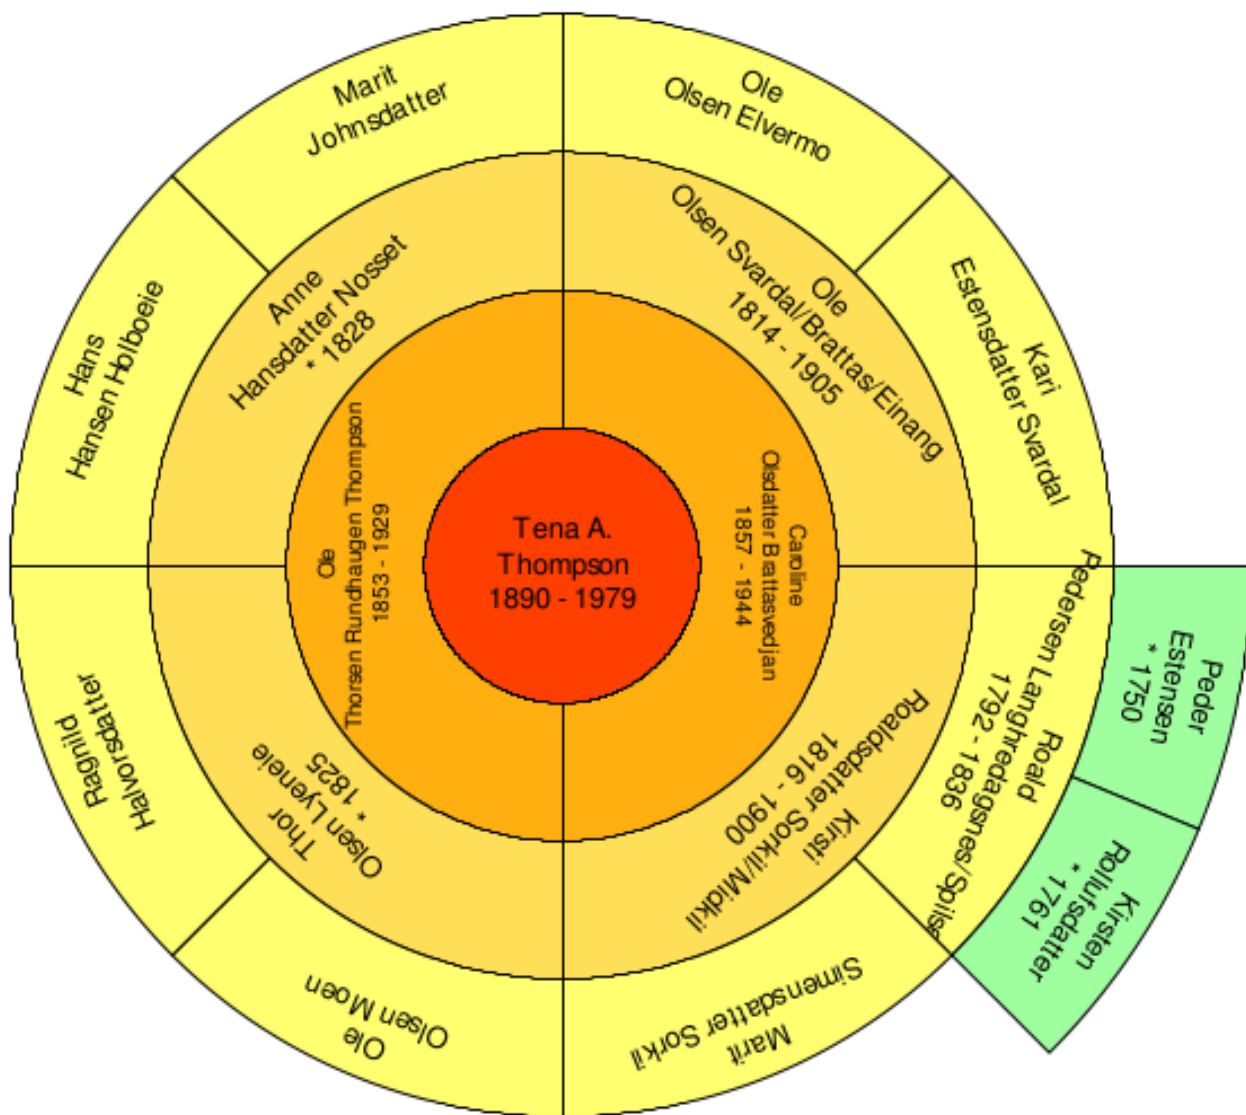 Tena A.
Thompson
1890 - 1979
Ole
Thorsen Rundhaugen Thompson
1853 - 1929
Caroline
Olsdatter Brattasvedjan
1857 - 1944
Thor
Olsen Lyeneie
* 1825
Anne
Hansdatter Nosset
* 1828
Ole
Olsen Svardal/Brattas/Einang
1814 - 1905
Kirsti
Roaldsdatter Sorkil/Midkil
1816 - 1900
Ole
Olsen Moen
Ragnild
Halvorsdatter
Hans
Hansen Holboeie
Marit
Johnsdatter
Ole
Olsen Elvermo
Kari
Estensdatter Svardal
Roald
Pedersen Langhredaagsnes/Spilse
1792 - 1836
Marit
Simensdatter Sorkil
Peder
Estensen
* 1750
Kirsten
Rollufsdatter
* 1761